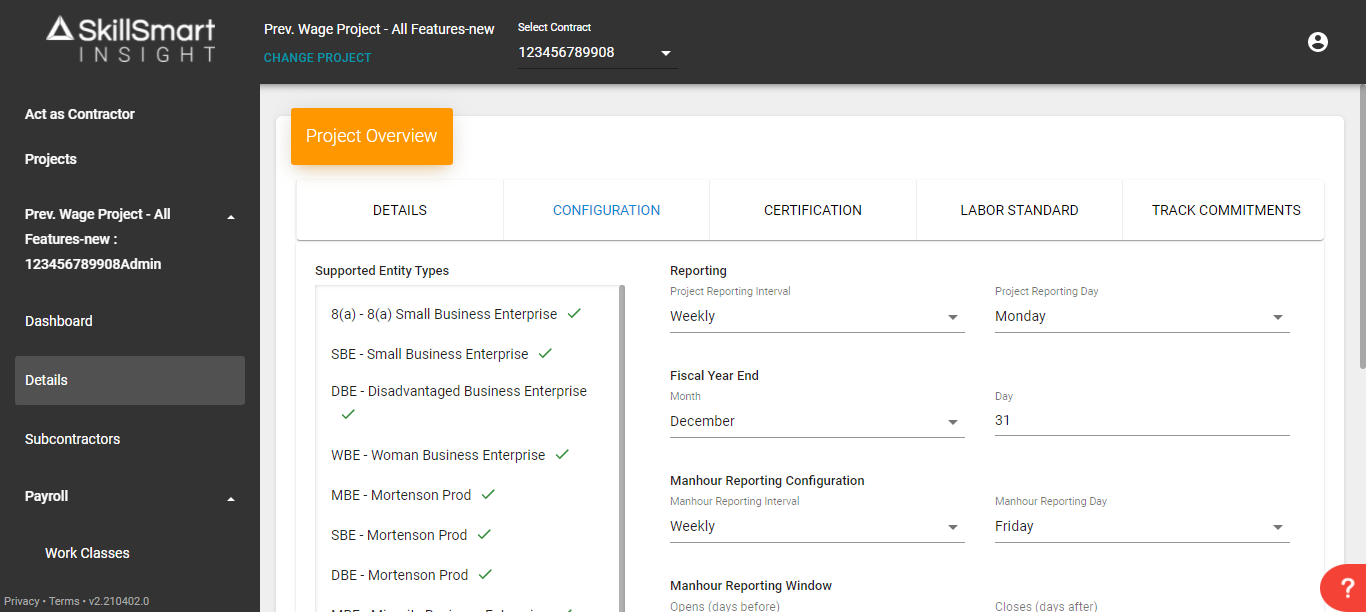 SkillSmart
INSIGHT
Prev. Wage Project - All Features-new
CHANGE PROJECT
Select Contract
123456789908
Act as Contractor
Projects
Prev. Wage Project - All
Features-new :
123456789908Admin
Dashboard
Details
Subcontractors
Payroll
Work Classes
Privacy • Terms • v2.210402.0
Project Overview
DETAILS
CONFIGURATION
CERTIFICATION
LABOR STANDARD
TRACK COMMITMENTS
Supported Entity Types
8(a) - 8(a) Small Business Enterprise
SBE - Small Business Enterprise
DBE - Disadvantaged Business Enterprise
WBE - Woman Business Enterprise
MBE - Mortenson Prod
SBE - Mortenson Prod
DBE - Mortenson Prod
MBE - Minority Business Enterprise
Reporting
Project Reporting Interval
Weekly
Project Reporting Day
Monday
Fiscal Year End
Month
December
Day
31
Manhour Reporting Configuration
Manhour Reporting Interval
Weekly
Manhour Reporting Day
Friday
Manhour Reporting Window
Opens (days before)
Closes (days after)
?